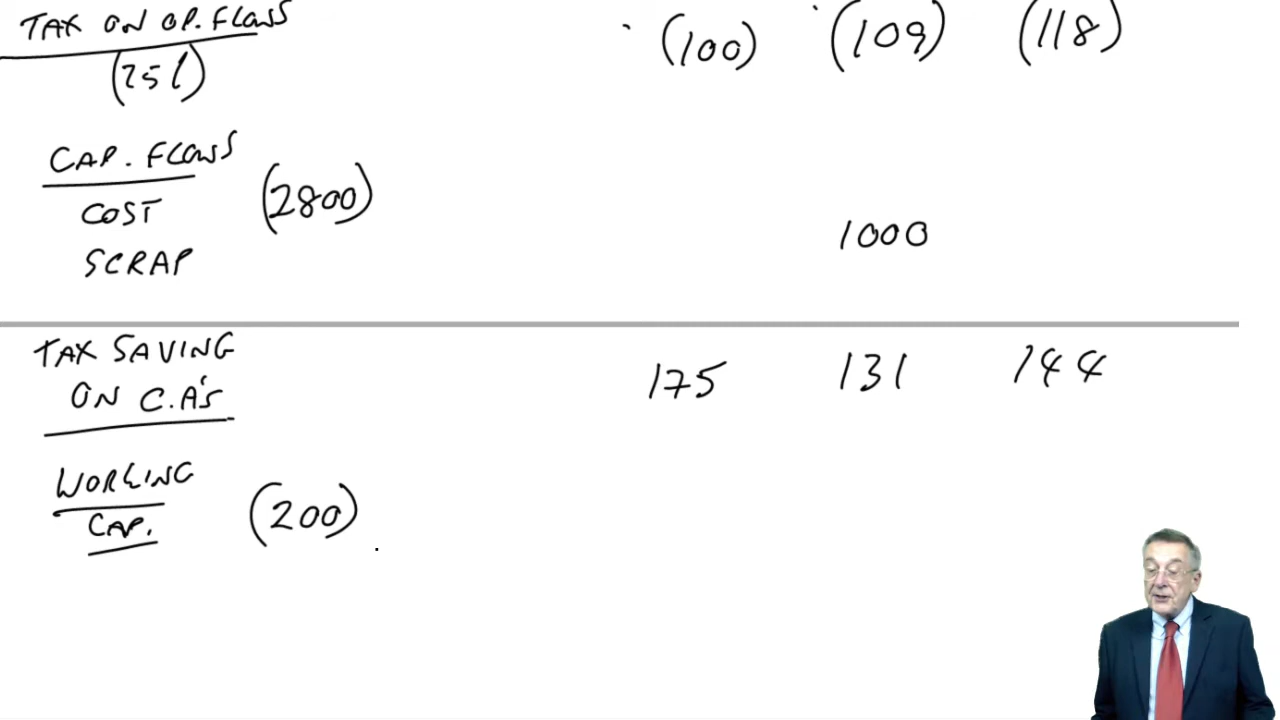 TAX ON OP. FLOWS (100) (109) (118)
(25%)
CAP. FLOWS
COST (2800)
SCRAP 1000
TAX SAVING 175 131 144
ON C.A'S
WORKING
CAP. (200)